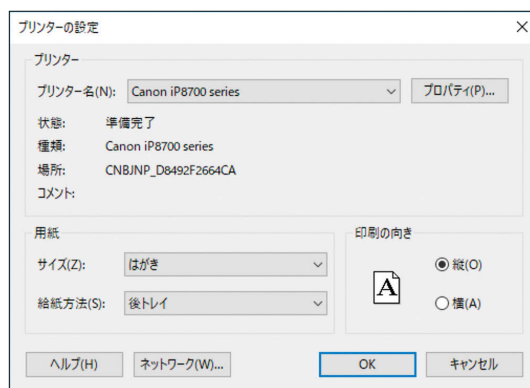 プリンターの設定
プリンター
プリンター名(N): Canon iP8700 series プロパティ(P)...
状態: 準備完了
種類: Canon iP8700 series
場所: CNBJNP_D8492F2664CA
コメント:
用紙
サイズ(Z): はがき
給紙方法(S): 後トレイ
印刷の向き
A
縦(O)
横(A)
ヘルプ(H) ネットワーク(W)... OK キャンセル